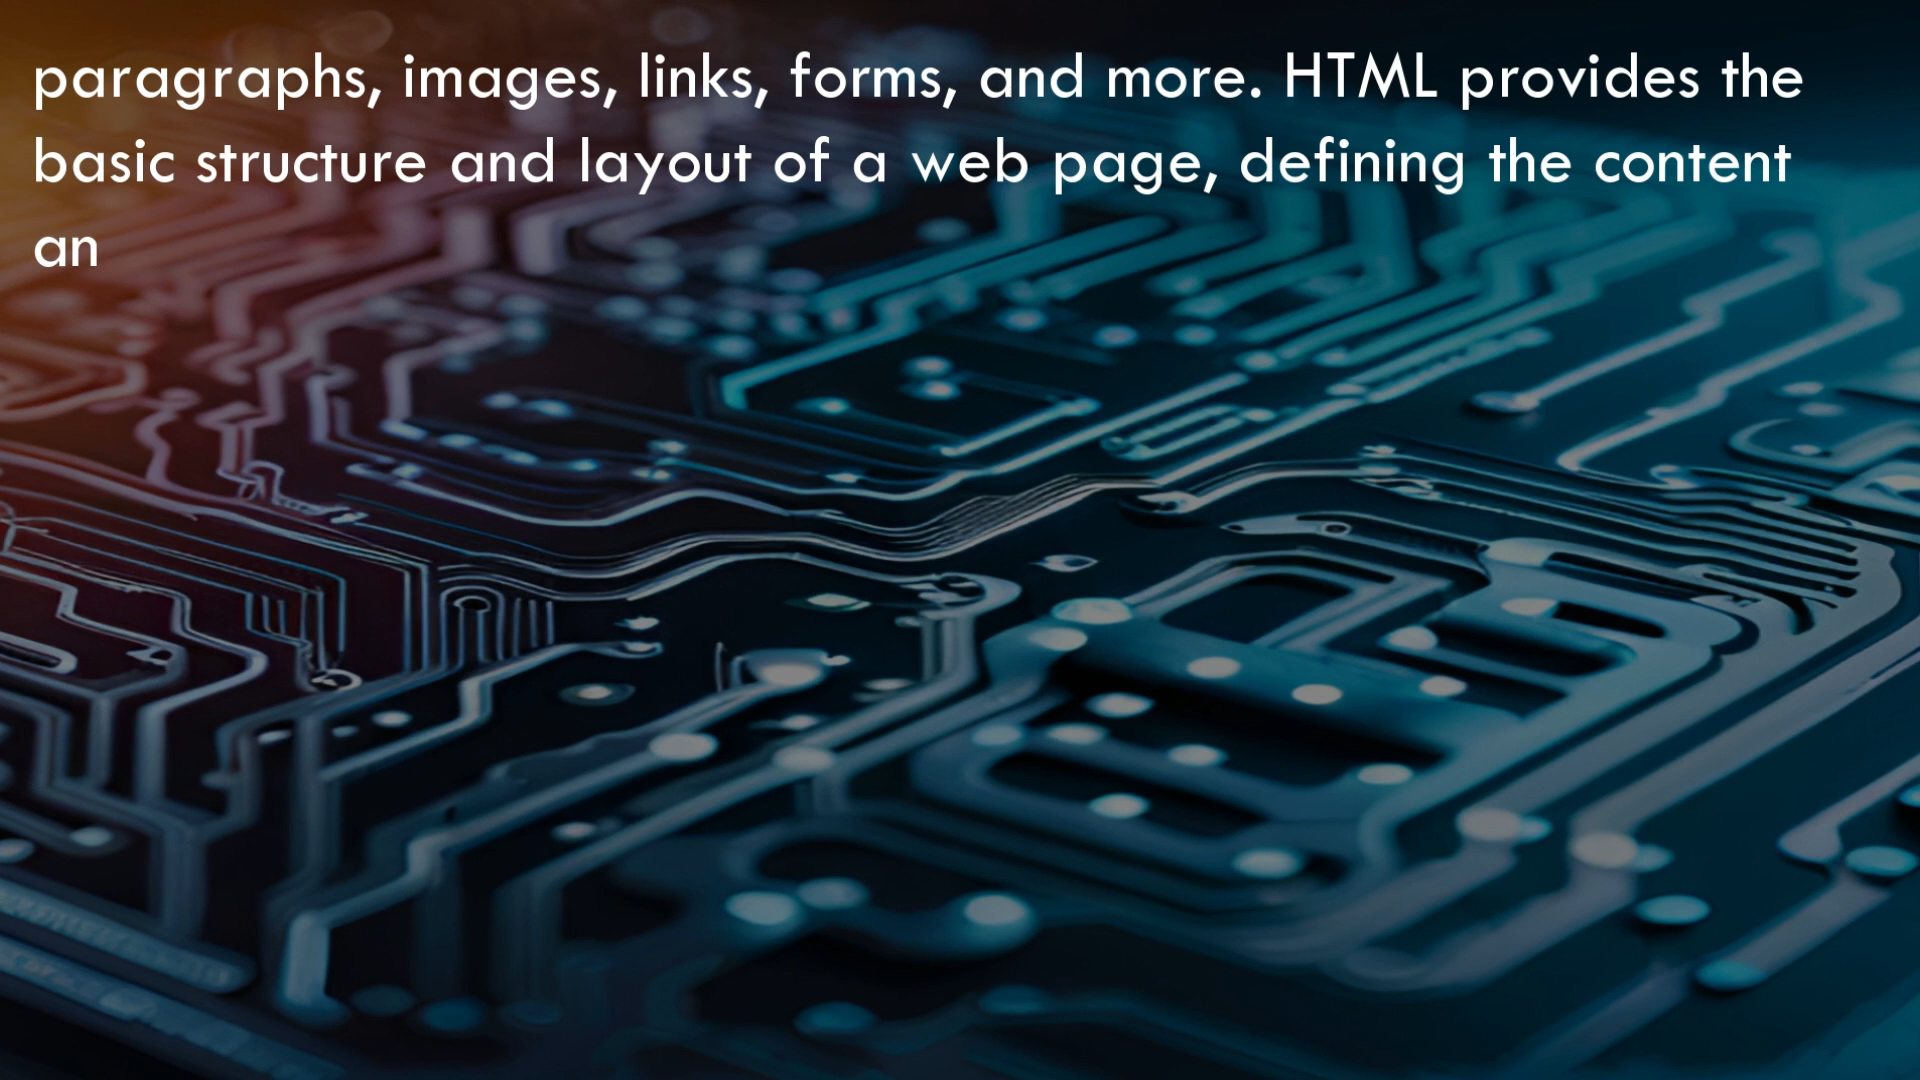 paragraphs, images, links, forms, and more. HTML provides the
basic structure and layout of a web page, defining the content
an